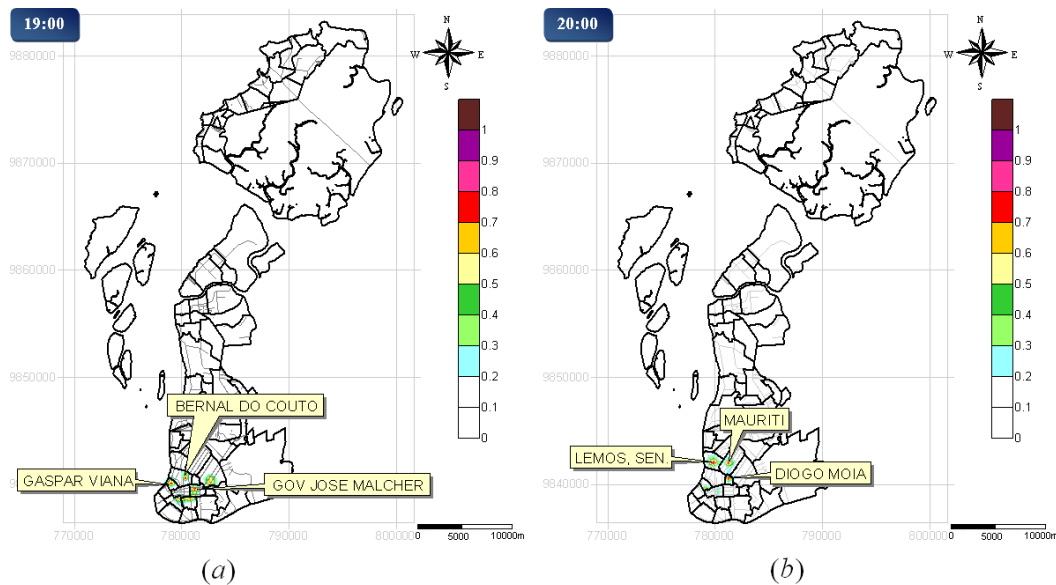 19:00
N
W E
S
9880000
9870000
9860000
9850000
1
0.9
0.8
0.7
0.6
0.5
0.4
0.3
0.2
0.1
0
BERNAL DO COUTO
GASPAR VIANA
GOV JOSE MALCHER
770000 780000 790000 800000
0 5000 10000m
(a)
20:00
N
W E
S
9880000
9870000
9860000
9850000
9840000
1
0.9
0.8
0.7
0.6
0.5
0.4
0.3
0.2
0.1
0
MAURITI
LEMOS, SEN.
DIOGO MOIA
770000 780000 790000 800000
0 5000 10000m
(b)